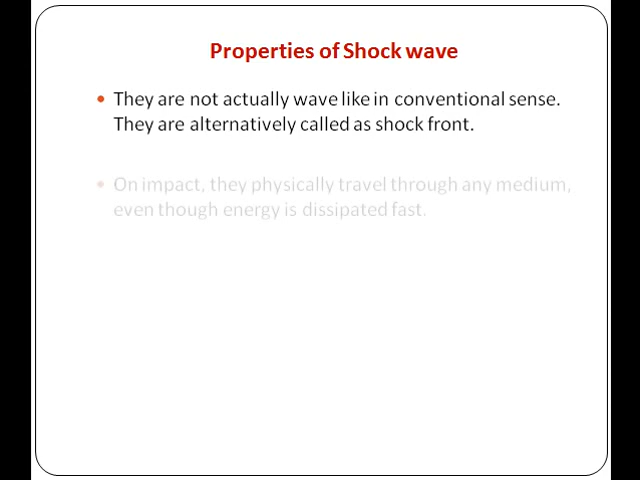 Properties of Shock wave
• They are not actually wave like in conventional sense.
They are alternatively called as shock front.
• On impact, they physically travel through any medium,
even though energy is dissipated fast.